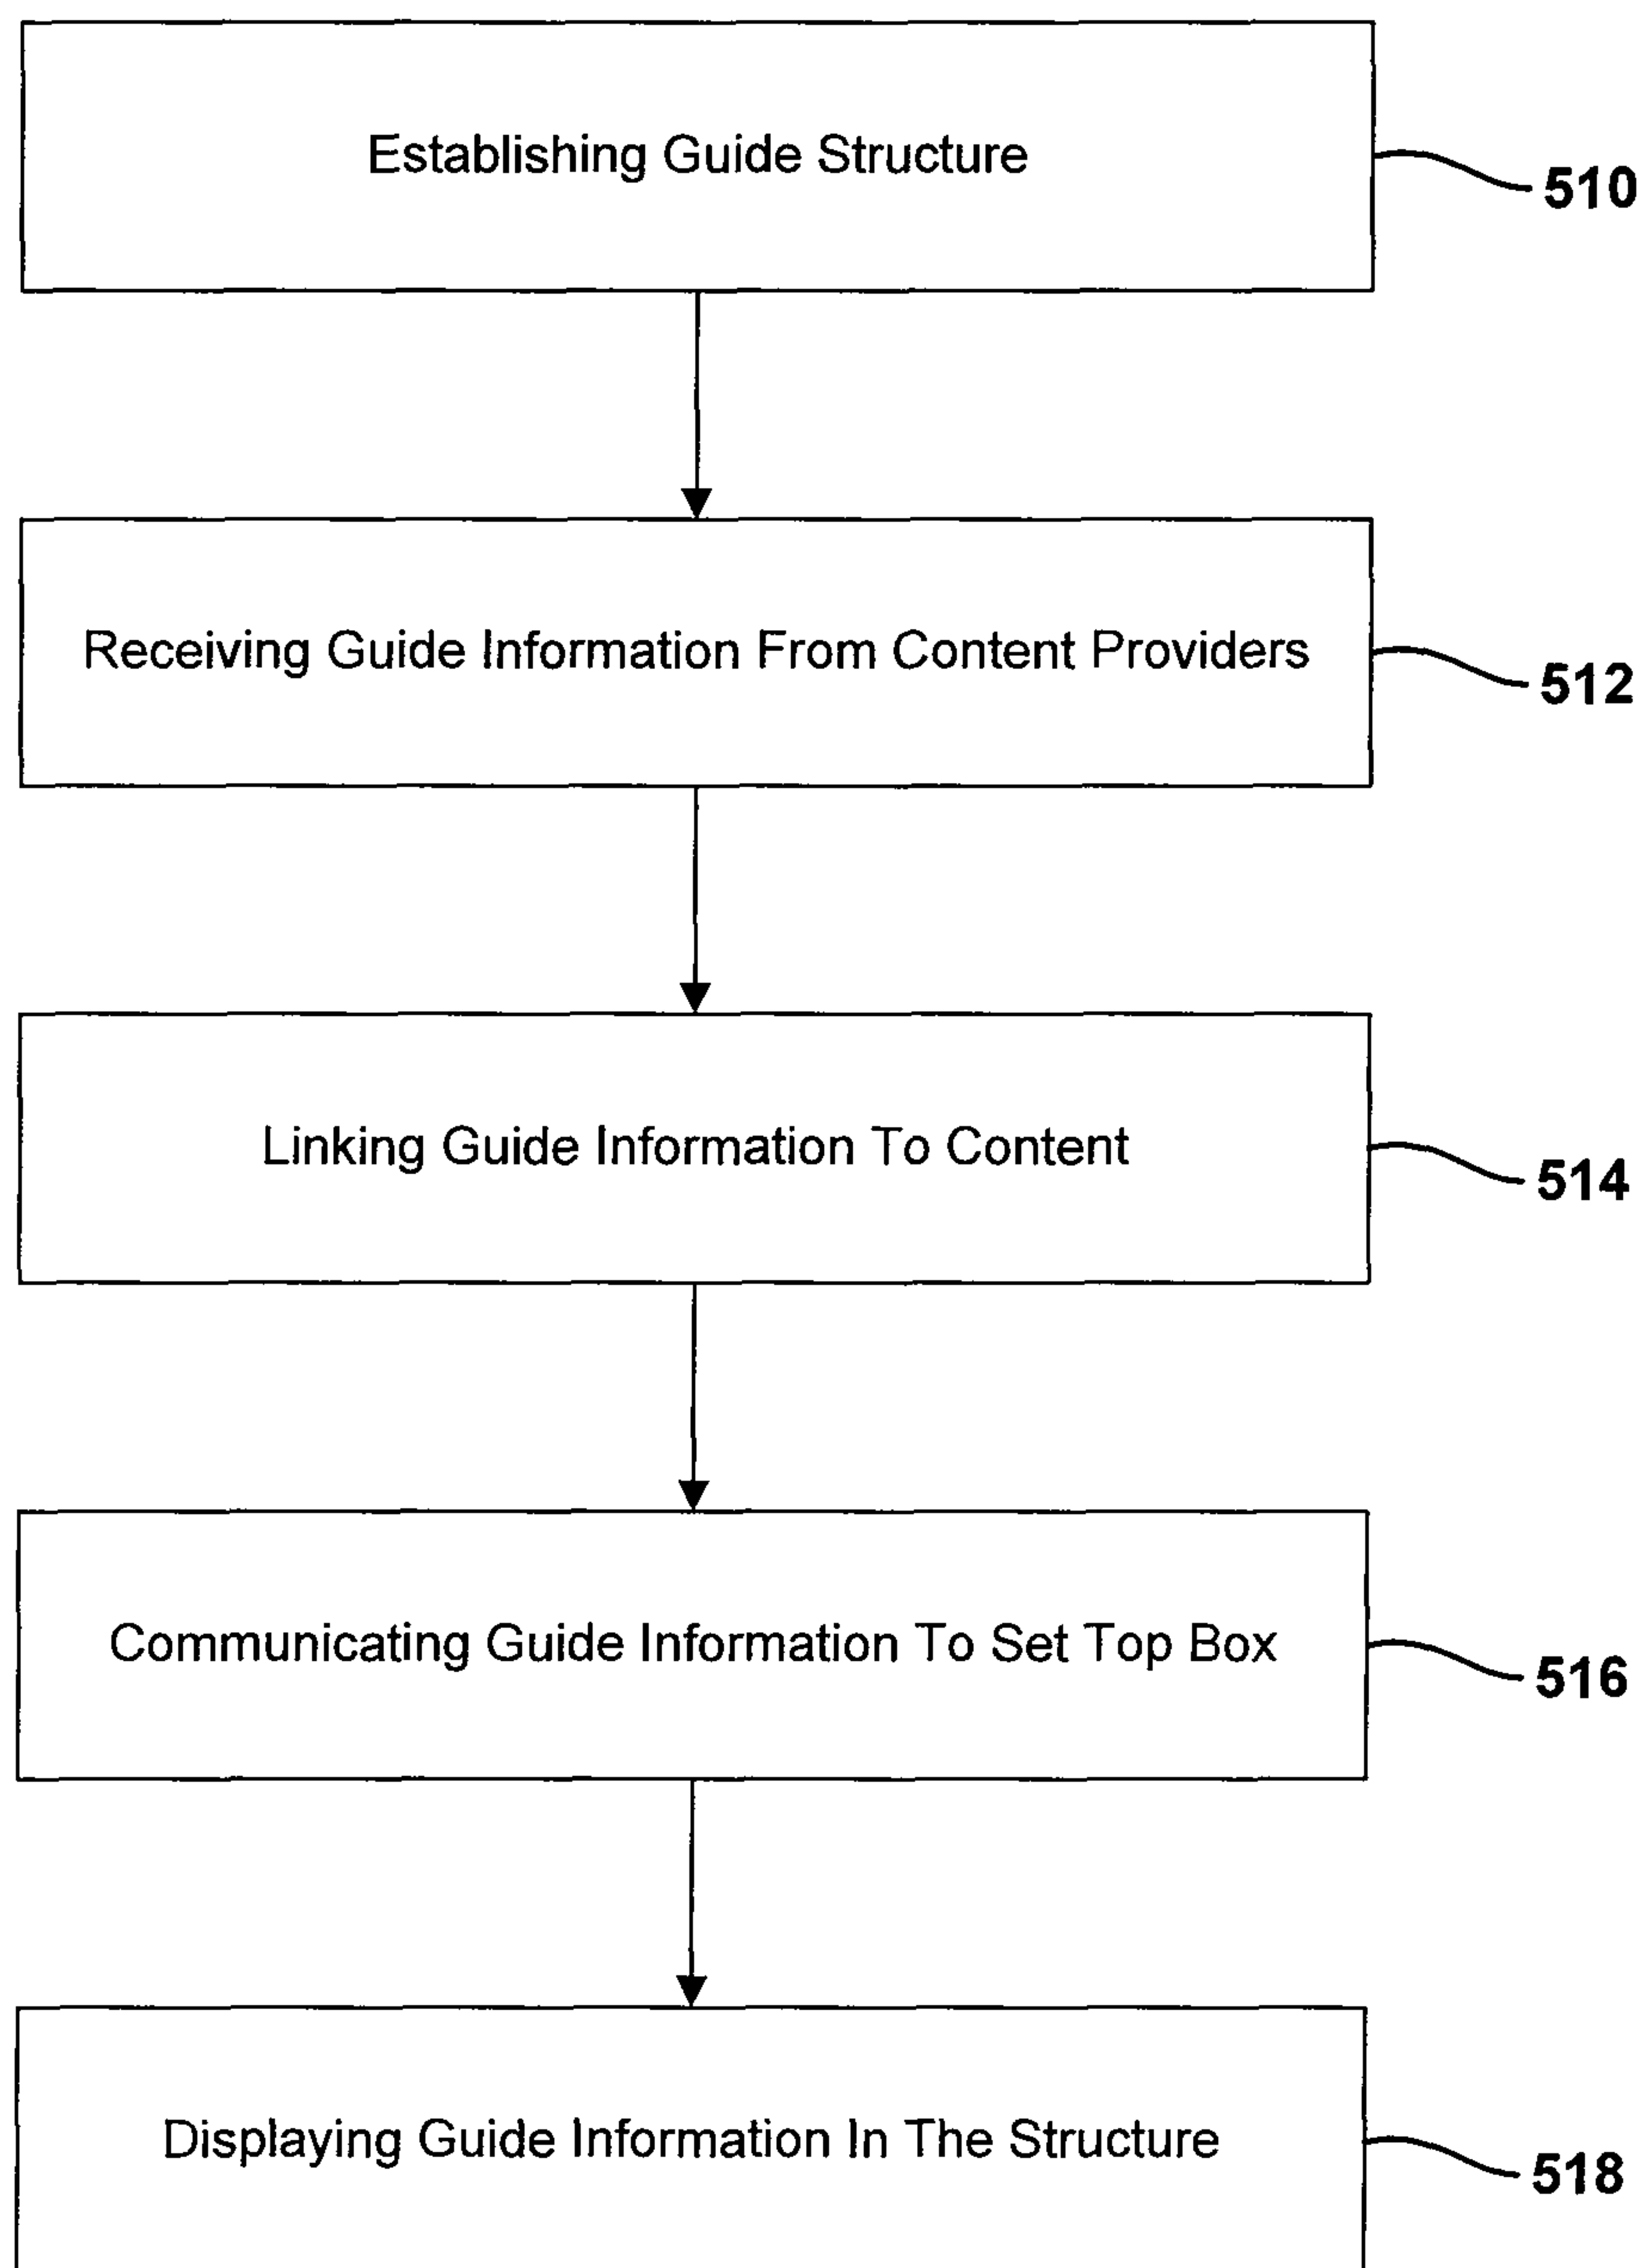 Establishing Guide Structure
510
Receiving Guide Information From Content Providers
512
Linking Guide Information To Content
514
Communicating Guide Information To Set Top Box
516
Displaying Guide Information In The Structure
518